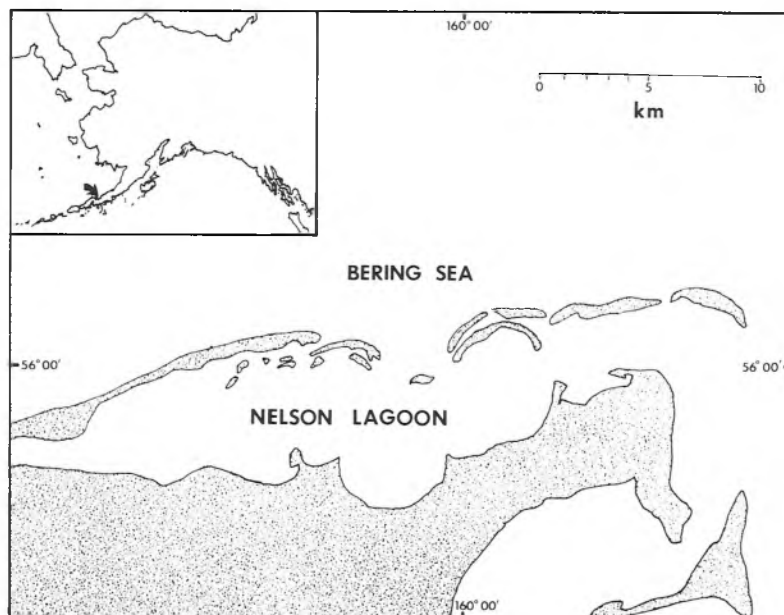 160° 00'
0 5 10
km
BERING SEA
56° 00'
56° 00'
NELSON LAGOON
160° 00'